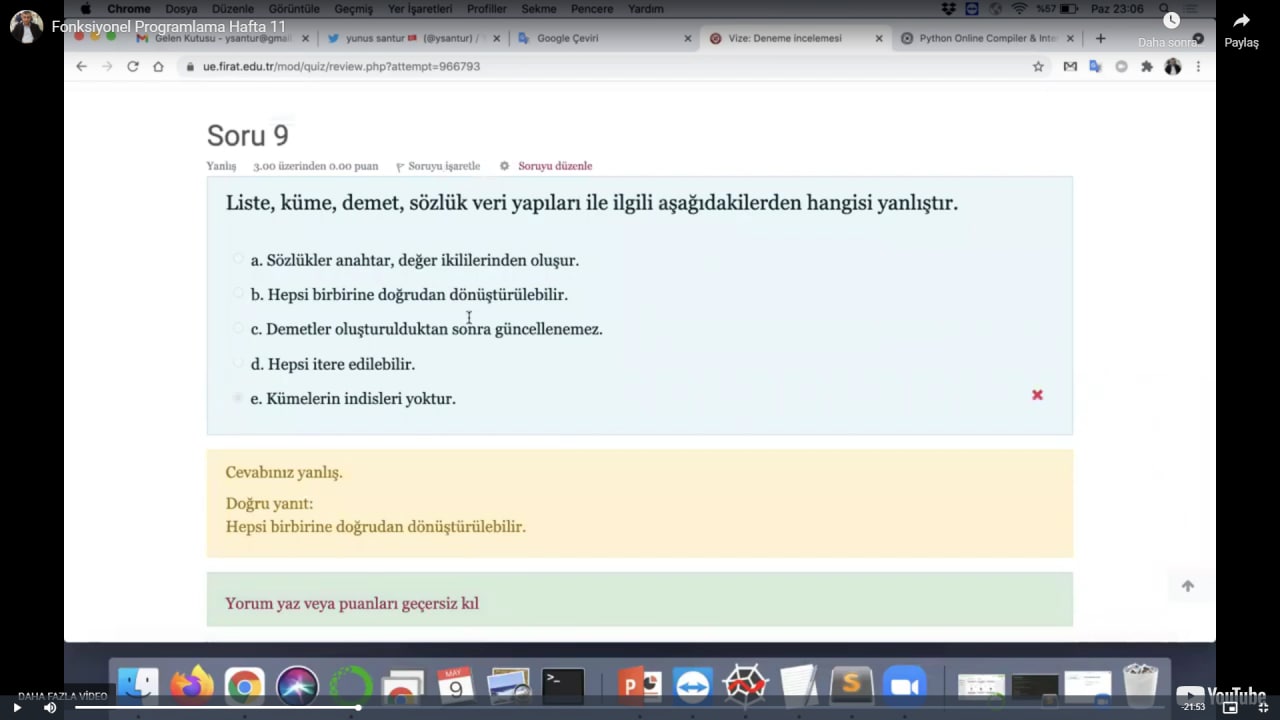 Chrome Dosya Düzenle Görüntüle Geçmiş Yer İşaretleri Profiller Sekme Pencere Yardım %57 Paz 23:06
Fonksiyonel Programlama Hafta 11
Daha sonra... Paylaş
Gelen Kutusu - ysantur@gmail
yunus santur (@ysantur) /
Google Çeviri
Vize: Deneme incelemesi
Python Online Compiler & Inte
ue.firat.edu.tr/mod/quiz/review.php?attempt=966793
Soru 9
Yanlış 3.00 üzerinden 0.00 puan Soruyu işaretle Soruyu düzenle
Liste, küme, demet, sözlük veri yapıları ile ilgili aşağıdakilerden hangisi yanlıştır.
a. Sözlükler anahtar, değer ikililerinden oluşur.
b. Hepsi birbirine doğrudan dönüştürülebilir.
c. Demetler oluşturulduktan sonra güncellenemez.
d. Hepsi itere edilebilir.
e. Kümelerin indisleri yoktur.
Cevabınız yanlış.
Doğru yanıt:
Hepsi birbirine doğrudan dönüştürülebilir.
Yorum yaz veya puanları geçersiz kıl
MAY
9
DAHA FAZLA VİDEO
YouTube
-21:53